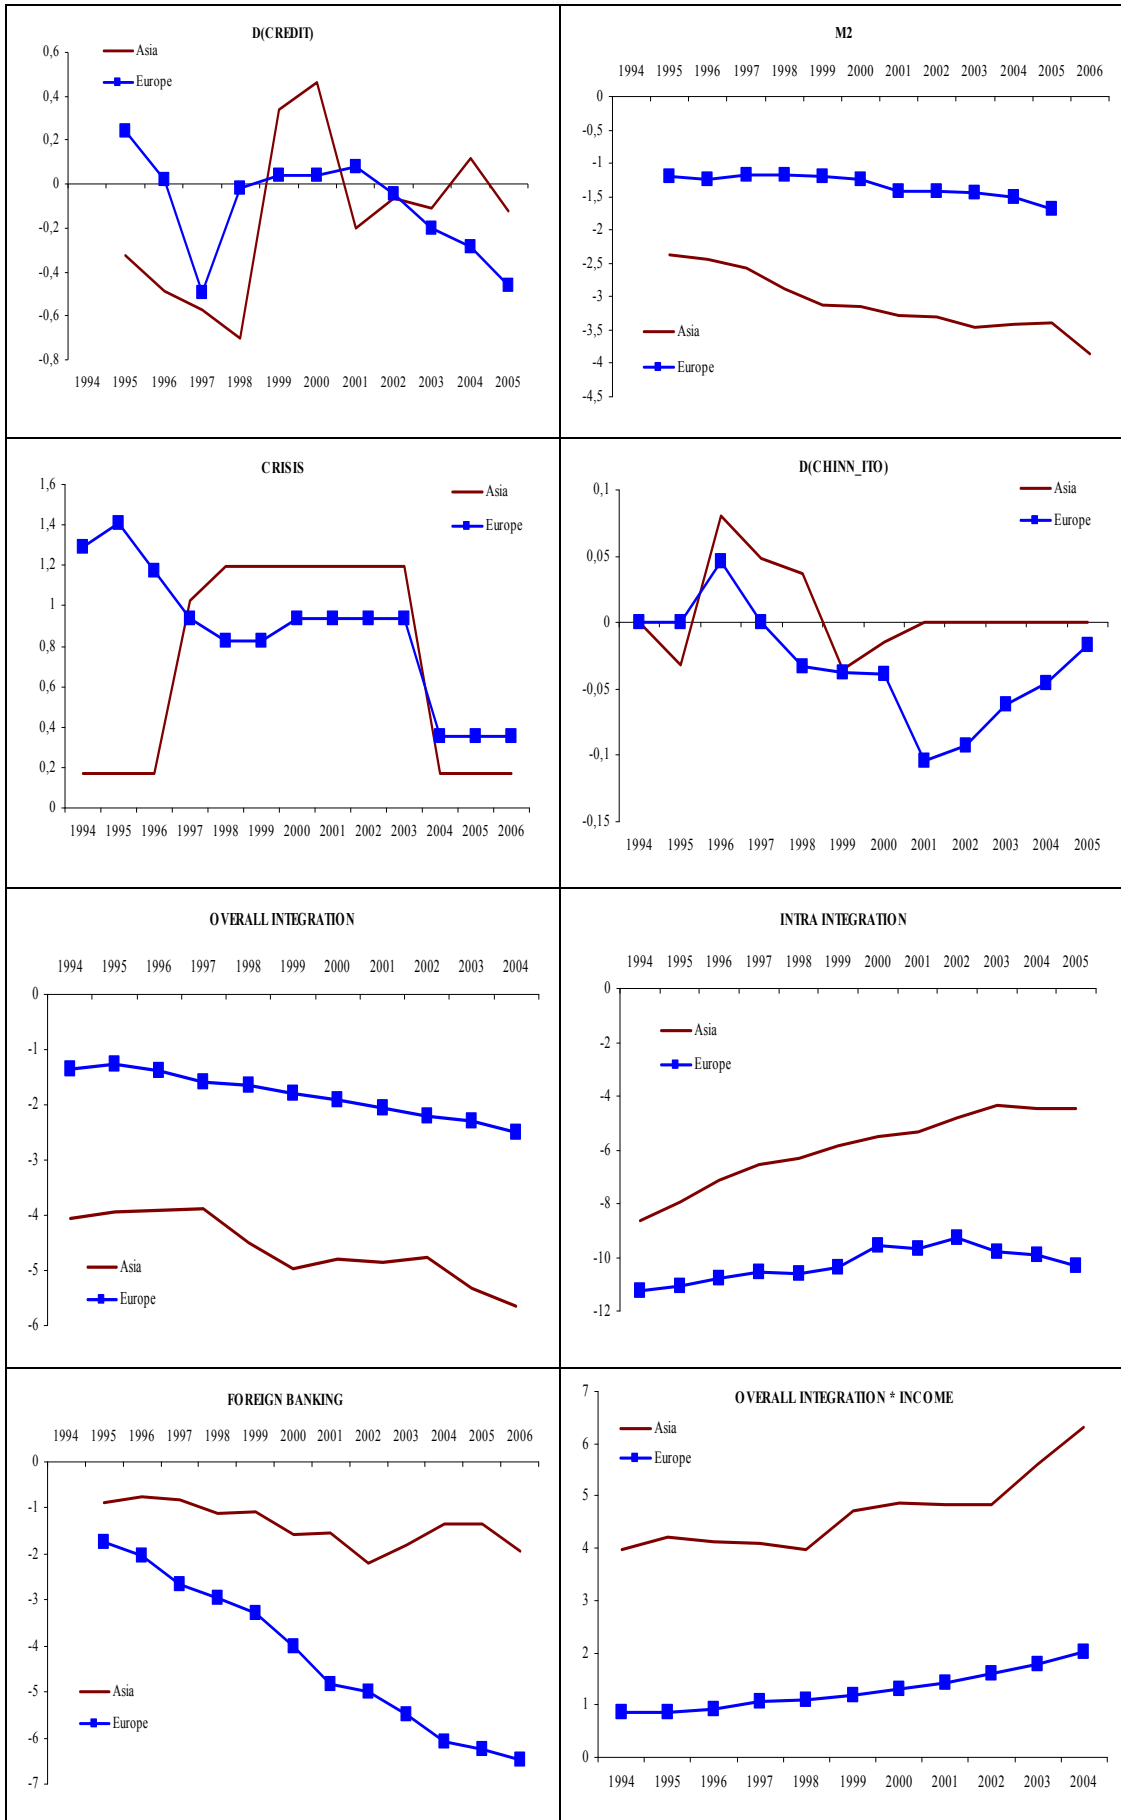 D(CREDIT)
Asia
Europe
0,6
0,4
0,2
0
-0,2
-0,4
-0,6
-0,8
1994 1995 1996 1997 1998 1999 2000 2001 2002 2003 2004 2005
M2
1994 1995 1996 1997 1998 1999 2000 2001 2002 2003 2004 2005 2006
0
-0,5
-1
-1,5
-2
-2,5
-3
-3,5
-4
-4,5
Asia
Europe
CRISIS
1,6
1,4
1,2
1
0,8
0,6
0,4
0,2
0
Asia
Europe
1994 1995 1996 1997 1998 1999 2000 2001 2002 2003 2004 2005 2006
D(CHINN_ITO)
0,1
0,05
0
-0,05
-0,1
-0,15
Asia
Europe
1994 1995 1996 1997 1998 1999 2000 2001 2002 2003 2004 2005
OVERALL INTEGRATION
1994 1995 1996 1997 1998 1999 2000 2001 2002 2003 2004
0
-1
-2
-3
-4
-5
-6
Asia
Europe
INTRA INTEGRATION
1994 1995 1996 1997 1998 1999 2000 2001 2002 2003 2004 2005
0
-2
-4
-6
-8
-10
-12
Asia
Europe
FOREIGN BANKING
1994 1995 1996 1997 1998 1999 2000 2001 2002 2003 2004 2005 2006
0
-1
-2
-3
-4
-5
-6
-7
Asia
Europe
OVERALL INTEGRATION * INCOME
Asia
Europe
7
6
5
4
3
2
1
0
1994 1995 1996 1997 1998 1999 2000 2001 2002 2003 2004